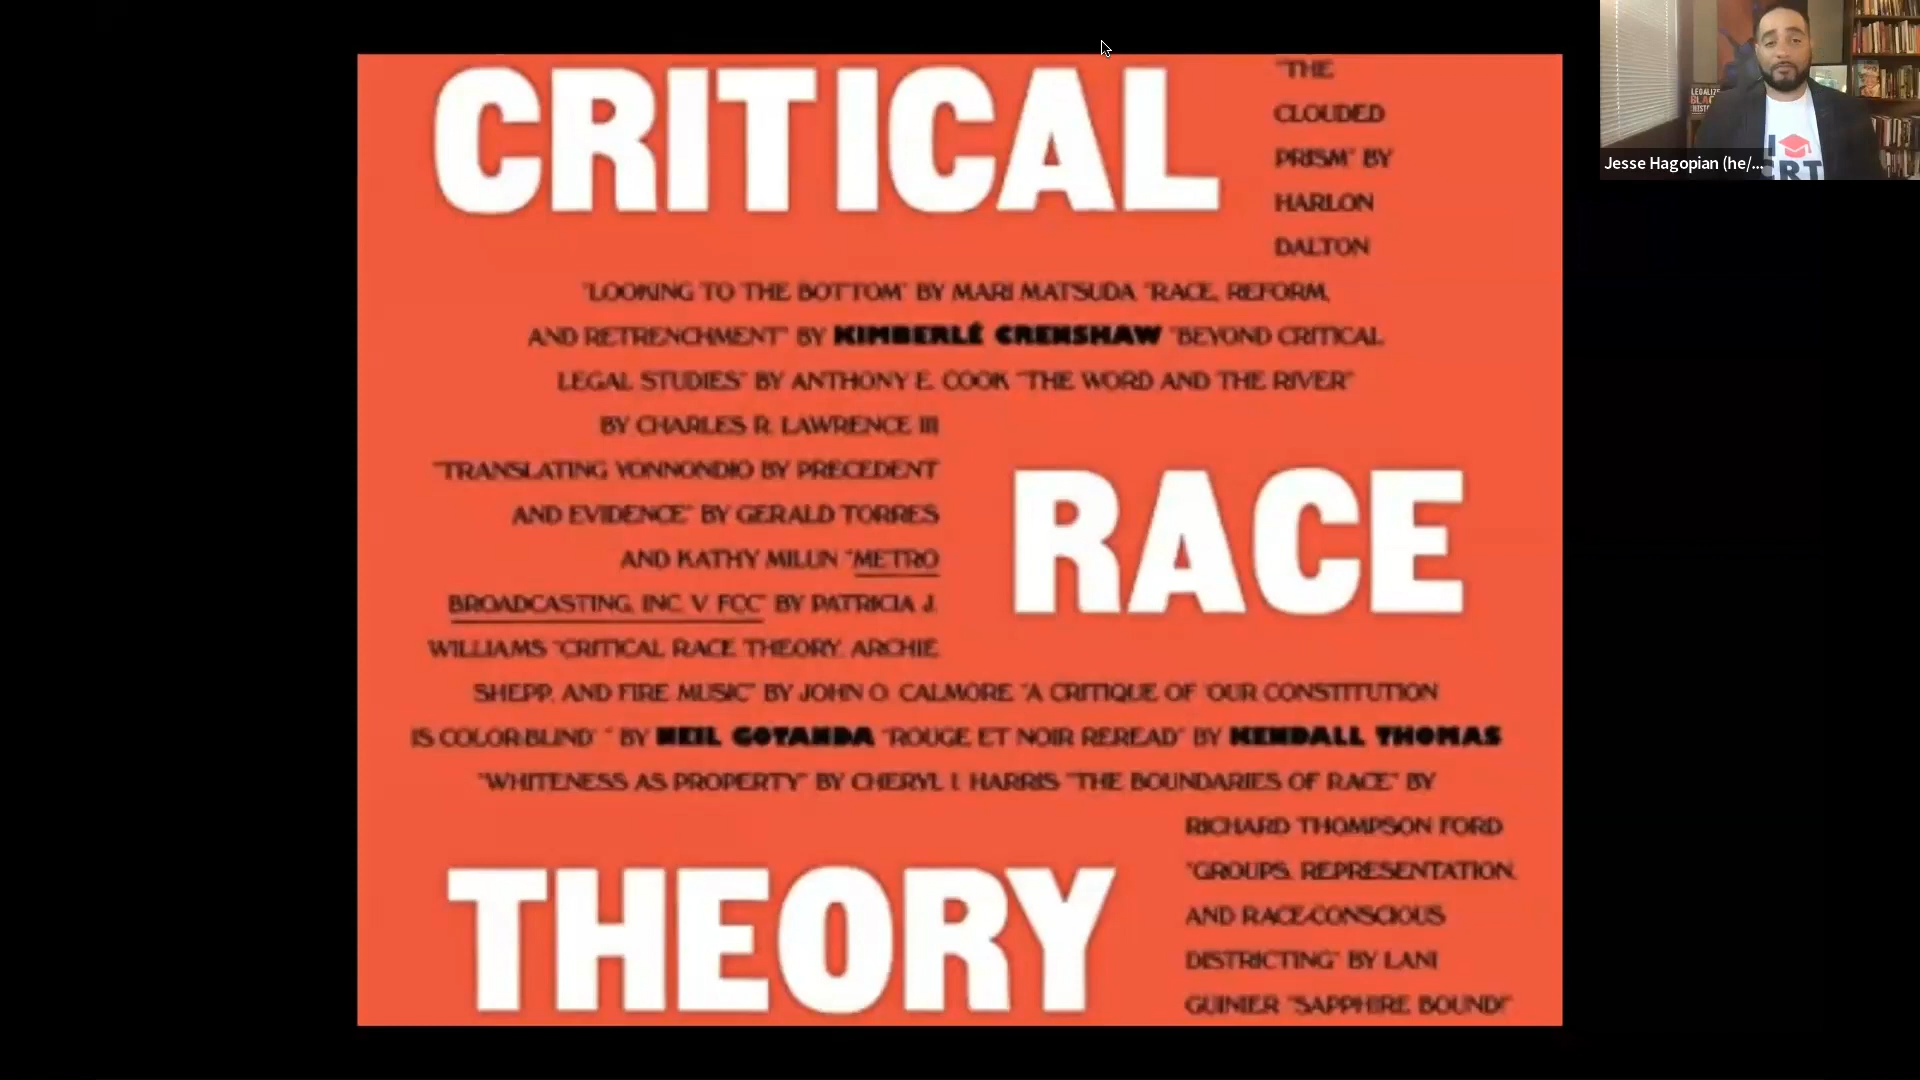 CRITICAL
"THE
CLOUDED
PRISM" BY
HARLON
DALTON
"LOOKING TO THE BOTTOM" BY MARI MATSUDA "RACE, REFORM,
AND RETRENCHMENT" BY KIMBERLÉ CRENSHAW "BEYOND CRITICAL
LEGAL STUDIES" BY ANTHONY E. COOK "THE WORD AND THE RIVER"
BY CHARLES R. LAWRENCE III
"TRANSLATING YONNONDIO BY PRECEDENT
AND EVIDENCE" BY GERALD TORRES
AND KATHY MILUN "METRO
BROADCASTING, INC. V. FCC" BY PATRICIA J.
WILLIAMS "CRITICAL RACE THEORY, ARCHIE
RACE
SHEPP, AND FIRE MUSIC" BY JOHN O. CALMORE "A CRITIQUE OF 'OUR CONSTITUTION
IS COLOR-BLIND' " BY NEIL GOTANDA "ROUGE ET NOIR REREAD" BY KENDALL THOMAS
"WHITENESS AS PROPERTY" BY CHERYL I. HARRIS "THE BOUNDARIES OF RACE" BY
RICHARD THOMPSON FORD
"GROUPS, REPRESENTATION,
AND RACE-CONSCIOUS
DISTRICTING" BY LANI
GUINIER "SAPPHIRE BOUND!"
THEORY
LEGALIZE
BLAC
HIST
I
CRT
Jesse Hagopian (he/...